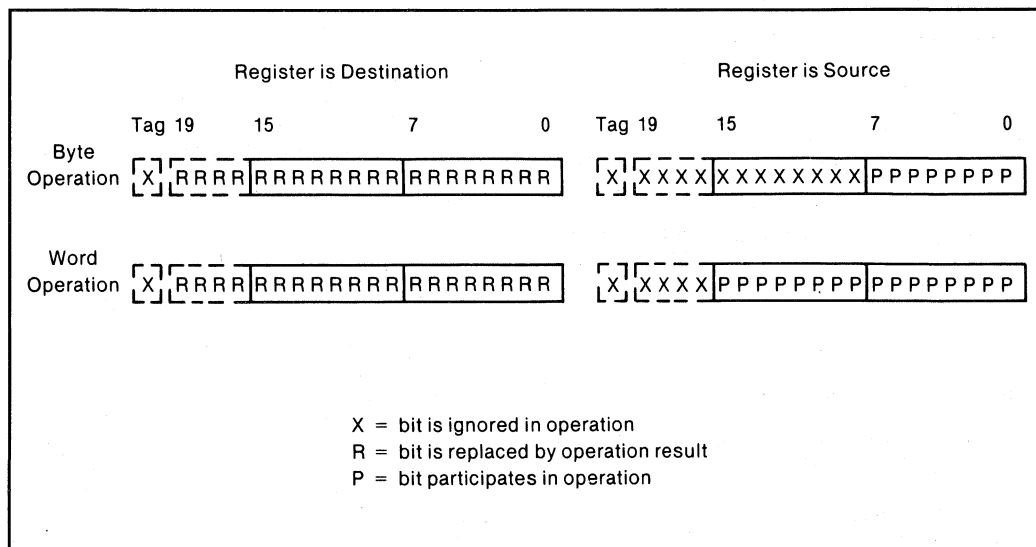 Register is Destination Register is Source
Tag 19 15 7 0 Tag 19 15 7 0
Byte
Operation X RRRR RRRRRRRR RRRRRRRR X XXXX XXXXXXXX PPPPPPPP
Word
Operation X RRRR RRRRRRRR RRRRRRRR X XXXX PPPPPPPP PPPPPPPP
X = bit is ignored in operation
R = bit is replaced by operation result
P = bit participates in operation